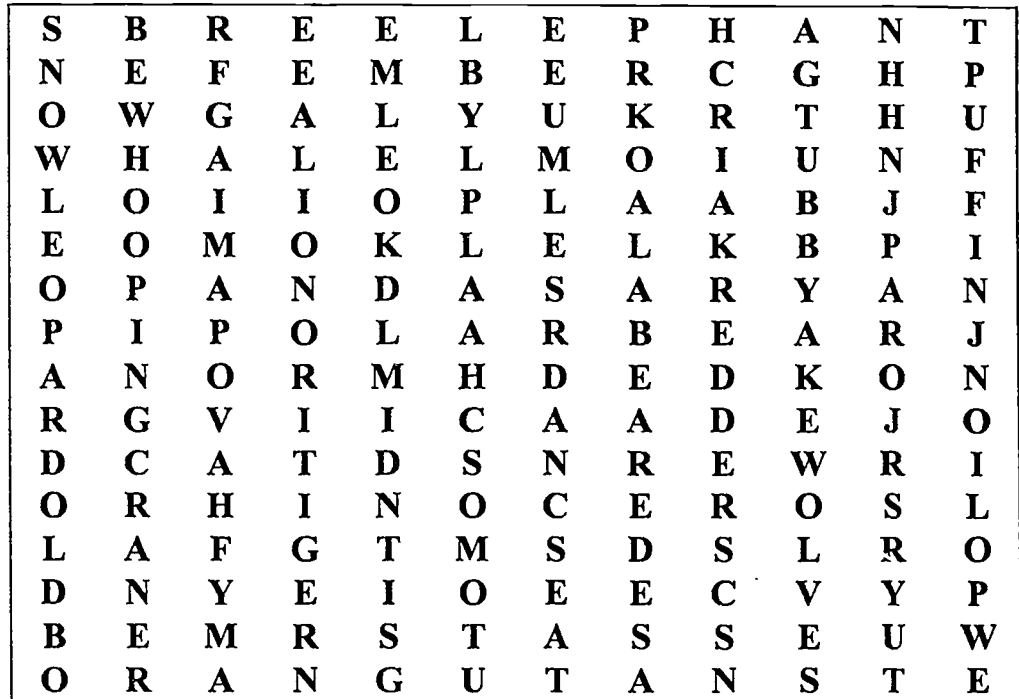 S B R E E L E P H A N T
N E F E M B E R C G H P
O W G A L Y U K R T H U
W H A L E L M O I U N F
L O I I O P L A A B J F
E O M O K L E L K B P I
O P A N D A S A R Y A N
P I P O L A R B E A R J
A N O R M H D E D K O N
R G V I I C A A D E J O
D C A T D S N R E W R I
O R H I N O C E R O S L
L A F G T M S D S L R O
D N Y E I O E E C V Y P
B E M R S T A S S E U W
O R A N G U T A N S T E